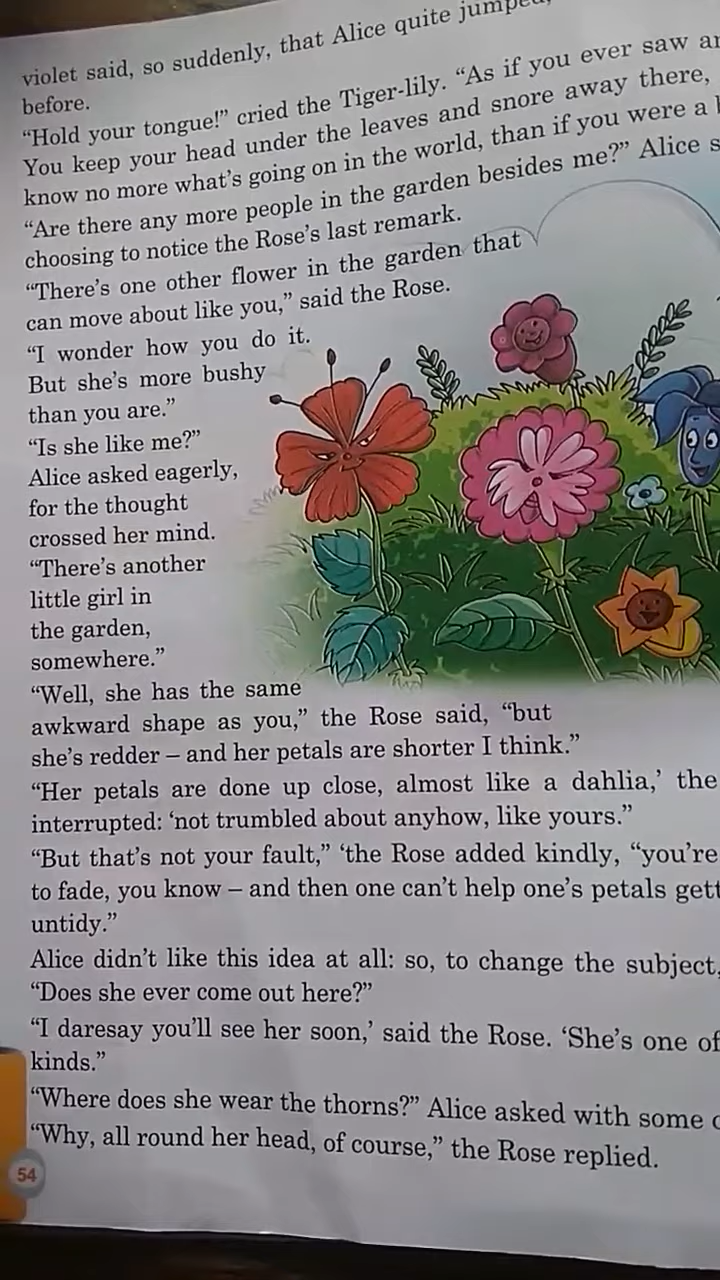 violet said, so suddenly, that Alice quite jumped,
before.
“Hold your tongue!” cried the Tiger-lily. “As if you ever saw
You keep your head under the leaves and snore away there,
know no more what’s going on in the world, than if you were a
“Are there any more people in the garden besides me?” Alice
choosing to notice the Rose’s last remark.
“There’s one other flower in the garden that
can move about like you,” said the Rose.
“I wonder how you do it.
But she’s more bushy
than you are.”
“Is she like me?”
Alice asked eagerly,
for the thought
crossed her mind.
“There’s another
little girl in
the garden,
somewhere.”
“Well, she has the same
awkward shape as you,” the Rose said, “but
she’s redder – and her petals are shorter I think.”
“Her petals are done up close, almost like a dahlia,’ the
interrupted: ‘not trumbled about anyhow, like yours.”
“But that’s not your fault,” ‘the Rose added kindly, “you’re
to fade, you know – and then one can’t help one’s petals gett
untidy.”
Alice didn’t like this idea at all: so, to change the subject,
“Does she ever come out here?”
“I daresay you’ll see her soon,’ said the Rose. ‘She’s one of
kinds.”
“Where does she wear the thorns?” Alice asked with some
“Why, all round her head, of course,” the Rose replied.
54